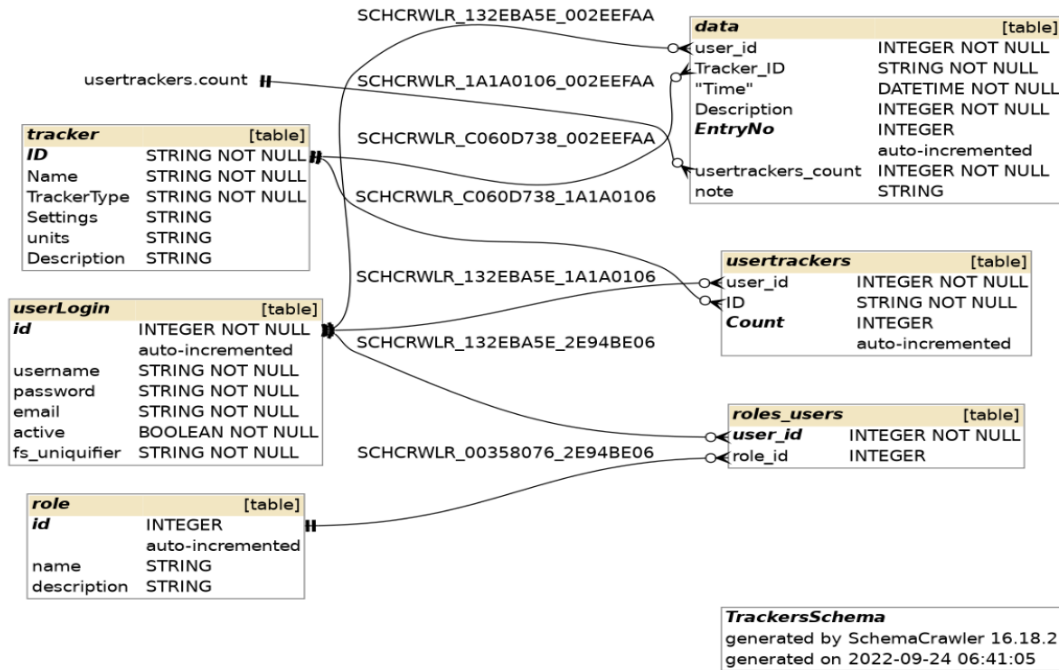 SCHCRWLR_132EBA5E_002EEFAA
usertrackers.count
SCHCRWLR_1A1A0106_002EEFAA
SCHCRWLR_C060D738_002EEFAA
SCHCRWLR_C060D738_1A1A0106
SCHCRWLR_132EBA5E_1A1A0106
SCHCRWLR_132EBA5E_2E94BE06
SCHCRWLR_00358076_2E94BE06
tracker [table]
ID STRING NOT NULL
Name STRING NOT NULL
TrackerType STRING NOT NULL
Settings STRING
units STRING
Description STRING
userLogin [table]
id INTEGER NOT NULL
auto-incremented
username STRING NOT NULL
password STRING NOT NULL
email STRING NOT NULL
active BOOLEAN NOT NULL
fs_uniquifier STRING NOT NULL
role [table]
id INTEGER
auto-incremented
name STRING
description STRING
data [table]
user_id INTEGER NOT NULL
Tracker_ID STRING NOT NULL
"Time" DATETIME NOT NULL
Description INTEGER NOT NULL
EntryNo INTEGER
auto-incremented
usertrackers_count INTEGER NOT NULL
note STRING
usertrackers [table]
user_id INTEGER NOT NULL
ID STRING NOT NULL
Count INTEGER
auto-incremented
roles_users [table]
user_id INTEGER NOT NULL
role_id INTEGER
TrackersSchema
generated by SchemaCrawler 16.18.2
generated on 2022-09-24 06:41:05